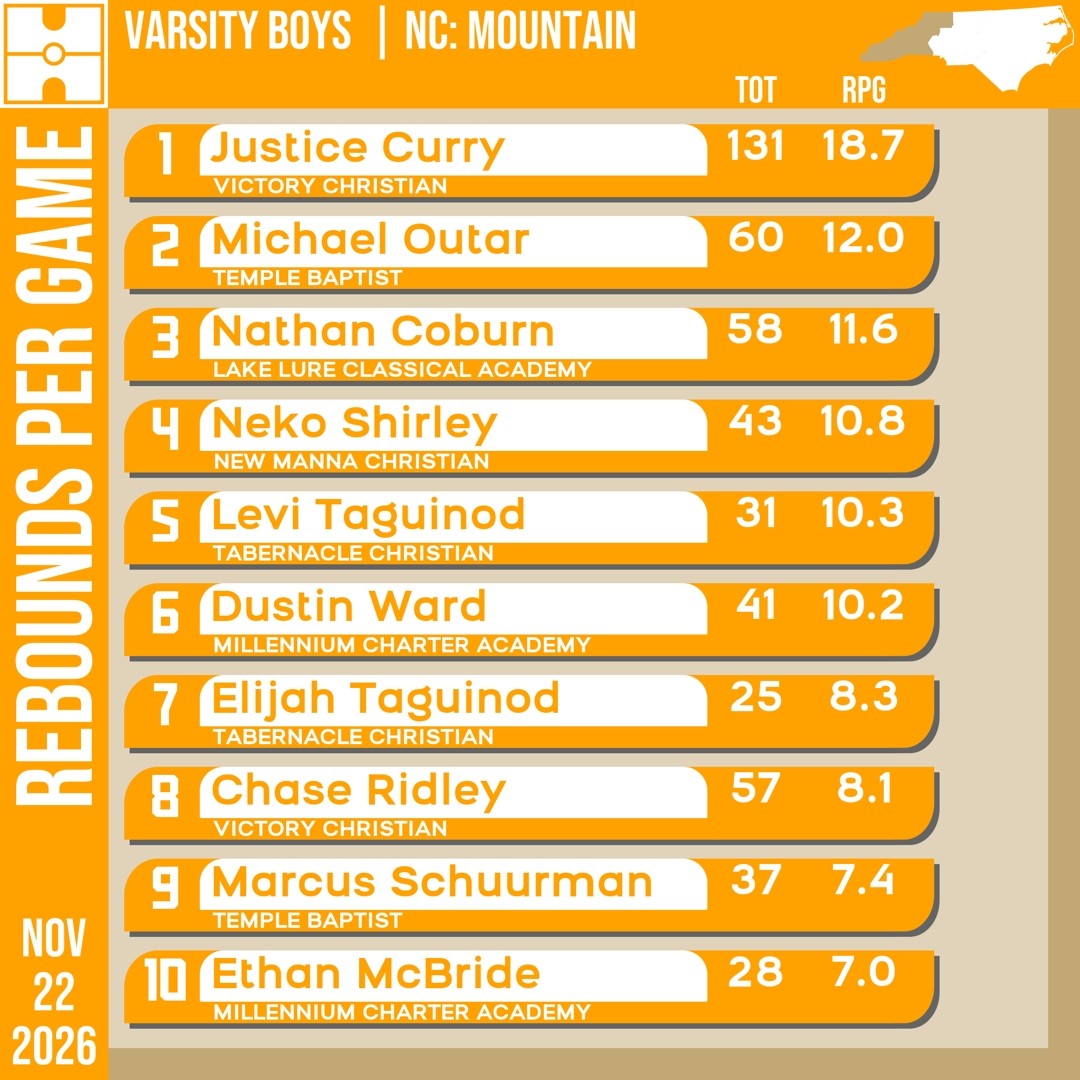 VARSITY BOYS | NC: MOUNTAIN
TOT RPG
REBOUNDS PER GAME
1 Justice Curry 131 18.7
VICTORY CHRISTIAN
2 Michael Outar 60 12.0
TEMPLE BAPTIST
3 Nathan Coburn 58 11.6
LAKE LURE CLASSICAL ACADEMY
4 Neko Shirley 43 10.8
NEW MANNA CHRISTIAN
5 Levi Taguinod 31 10.3
TABERNACLE CHRISTIAN
6 Dustin Ward 41 10.2
MILLENNIUM CHARTER ACADEMY
7 Elijah Taguinod 25 8.3
TABERNACLE CHRISTIAN
8 Chase Ridley 57 8.1
VICTORY CHRISTIAN
9 Marcus Schuurman 37 7.4
TEMPLE BAPTIST
10 Ethan McBride 28 7.0
MILLENNIUM CHARTER ACADEMY
NOV
22
2026